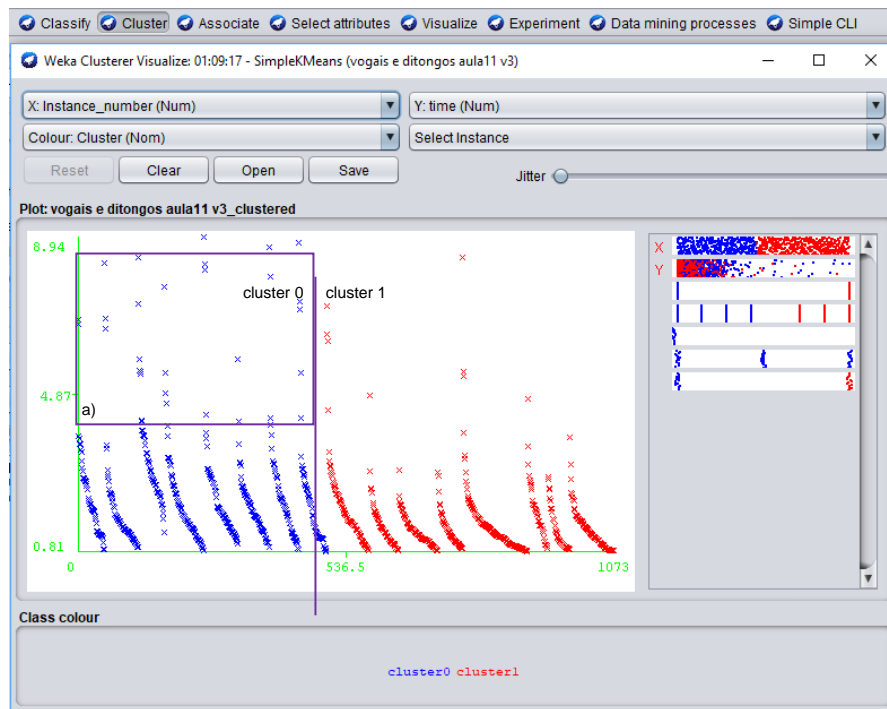 Classify Cluster Associate Select attributes Visualize Experiment Data mining processes Simple CLI
Weka Clusterer Visualize: 01:09:17 - SimpleKMeans (vogais e ditongos aula11 v3)
X: Instance_number (Num) Y: time (Num)
Colour: Cluster (Nom) Select Instance
Reset Clear Open Save Jitter
Plot: vogais e ditongos aula11 v3_clustered
8.94
X
Y
cluster 0 cluster 1
4.87
a)
0.81
0 536.5 1073
Class colour
cluster0 cluster1